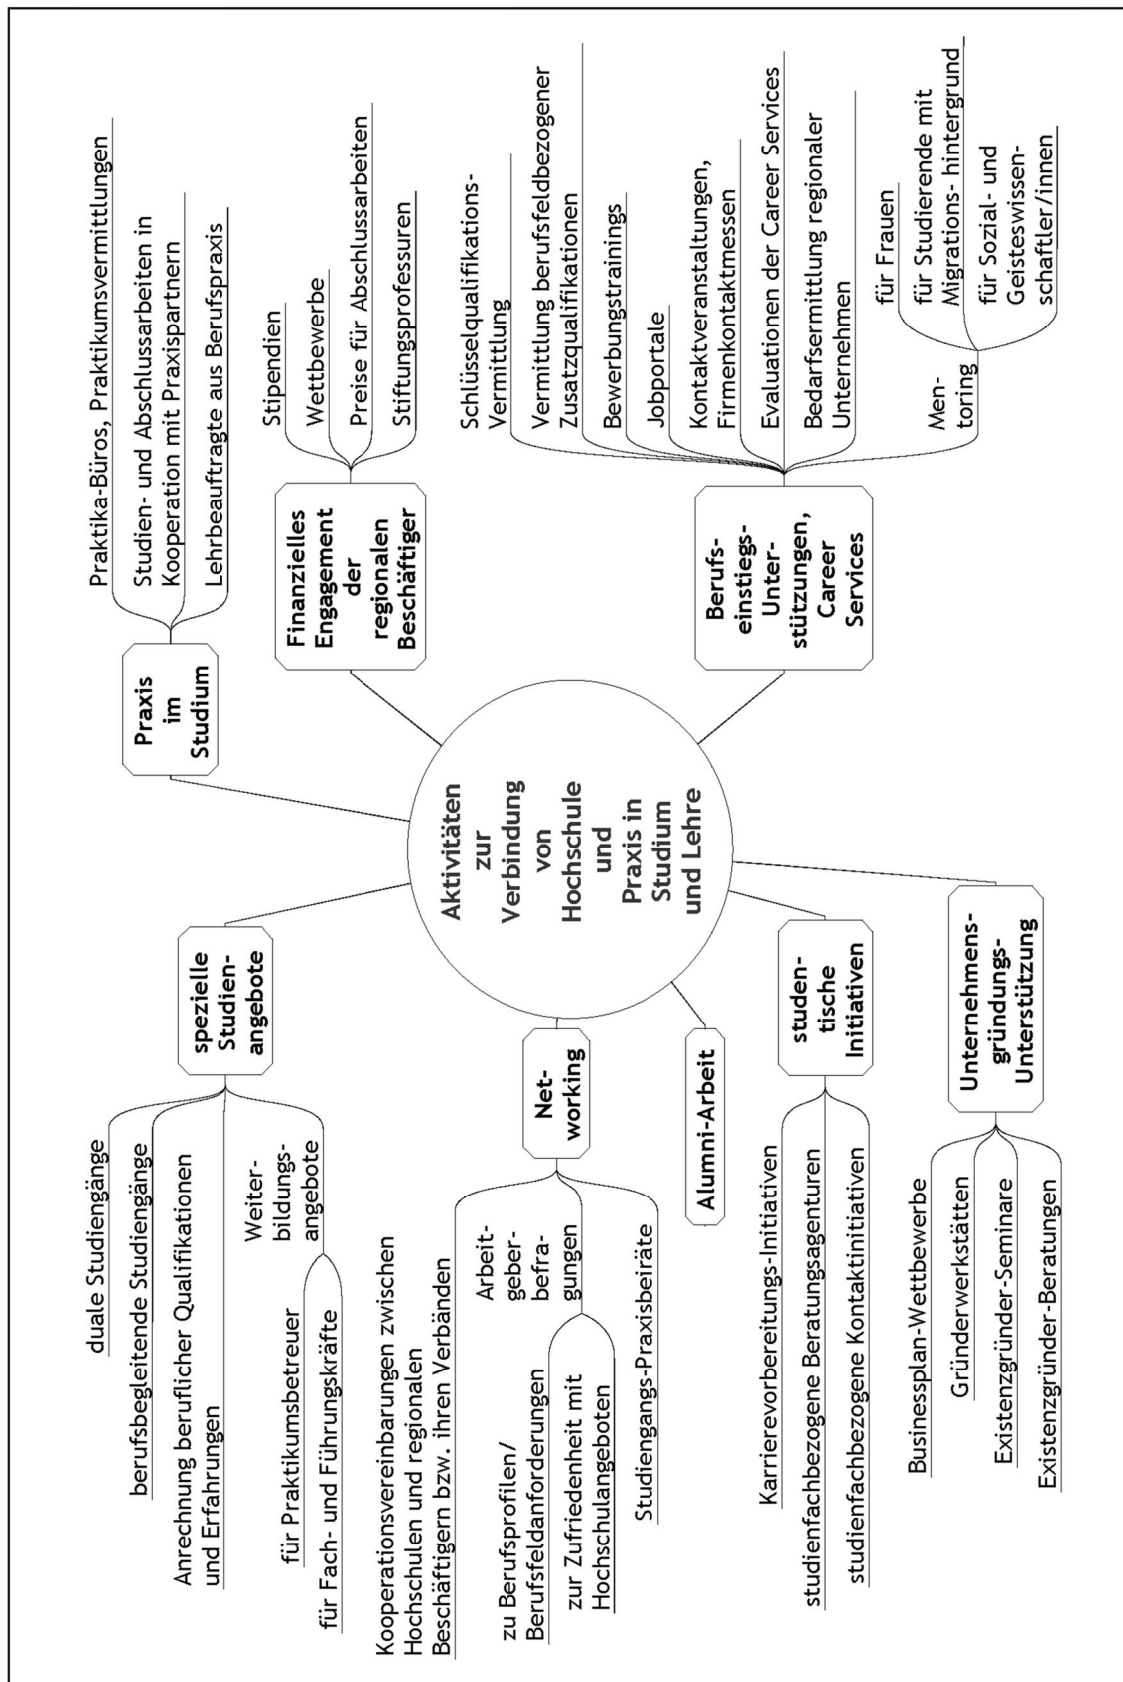 Aktivitäten
zur
Verbindung
von
Hochschule
und
Praxis in
Studium
und Lehre
spezielle
Studien-
angebote
duale Studiengänge
berufsbegleitende Studiengänge
Anrechnung beruflicher Qualifikationen
und Erfahrungen
Weiter-
bildungs-
angebote
für Praktikumsbetreuer
für Fach- und Führungskräfte
Net-
working
Kooperationsvereinbarungen zwischen
Hochschulen und regionalen
Beschäftigern bzw. ihren Verbänden
Arbeit-
geber-
befra-
gungen
zu Berufsprofilen/
Berufsfeldanforderungen
zur Zufriedenheit mit
Hochschulangeboten
Studiengangs-Praxisbeiräte
Alumni-Arbeit
studen-
tische
Initiativen
Karrierevorbereitungs-Initiativen
studienfachbezogene Beratungsagenturen
studienfachbezogene Kontaktinitiativen
Unternehmens-
gründungs-
Unterstützung
Businessplan-Wettbewerbe
Gründerwerkstätten
Existenzgründer-Seminare
Existenzgründer-Beratungen
Praxis
im
Studium
Praktika-Büros, Praktikumsvermittlungen
Studien- und Abschlussarbeiten in
Kooperation mit Praxispartnern
Lehrbeauftragte aus Berufspraxis
Finanzielles
Engagement
der
regionalen
Beschäftiger
Stipendien
Wettbewerbe
Preise für Abschlussarbeiten
Stiftungsprofessuren
Berufs-
einstiegs-
Unter-
stützungen,
Career
Services
Schlüsselqualifikations-
Vermittlung
Vermittlung berufsfeldbezogener
Zusatzqualifikationen
Bewerbungstrainings
Jobportale
Kontaktveranstaltungen,
Firmenkontaktmessen
Evaluationen der Career Services
Bedarfsermittlung regionaler
Unternehmen
Men-
toring
für Frauen
für Studierende mit
Migrations- hintergrund
für Sozial- und
Geisteswissen-
schaftler/innen